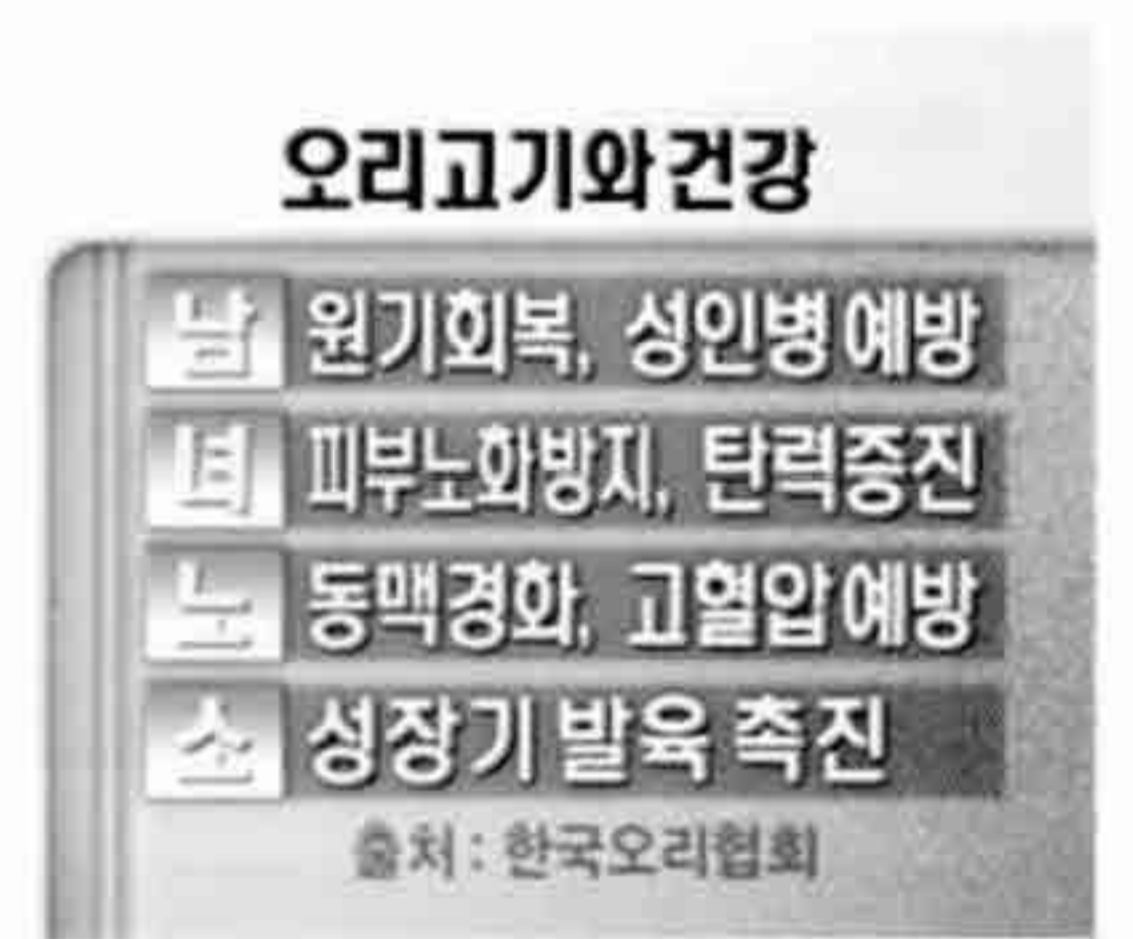 오리고기와 건강
남 원기회복, 성인병 예방
녀 피부노화방지, 탄력증진
노 동맥경화, 고혈압 예방
소 성장기 발육 촉진
출처 : 한국오리협회